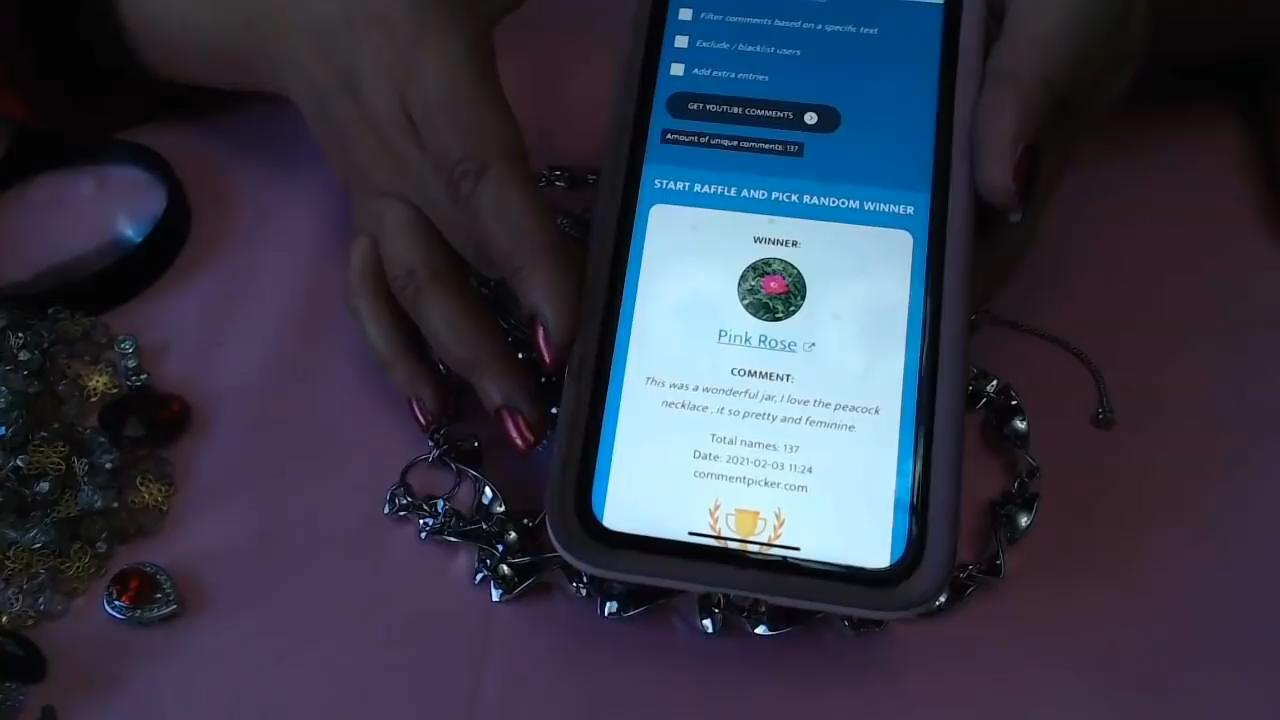 Filter comments based on a specific text
Exclude / blacklist users
Add extra entries
GET YOUTUBE COMMENTS
Amount of unique comments: 137
START RAFFLE AND PICK RANDOM WINNER
WINNER:
Pink Rose
COMMENT:
This was a wonderful jar, I love the peacock
necklace , it so pretty and feminine.
Total names: 137
Date: 2021-02-03 11:24
commentpicker.com